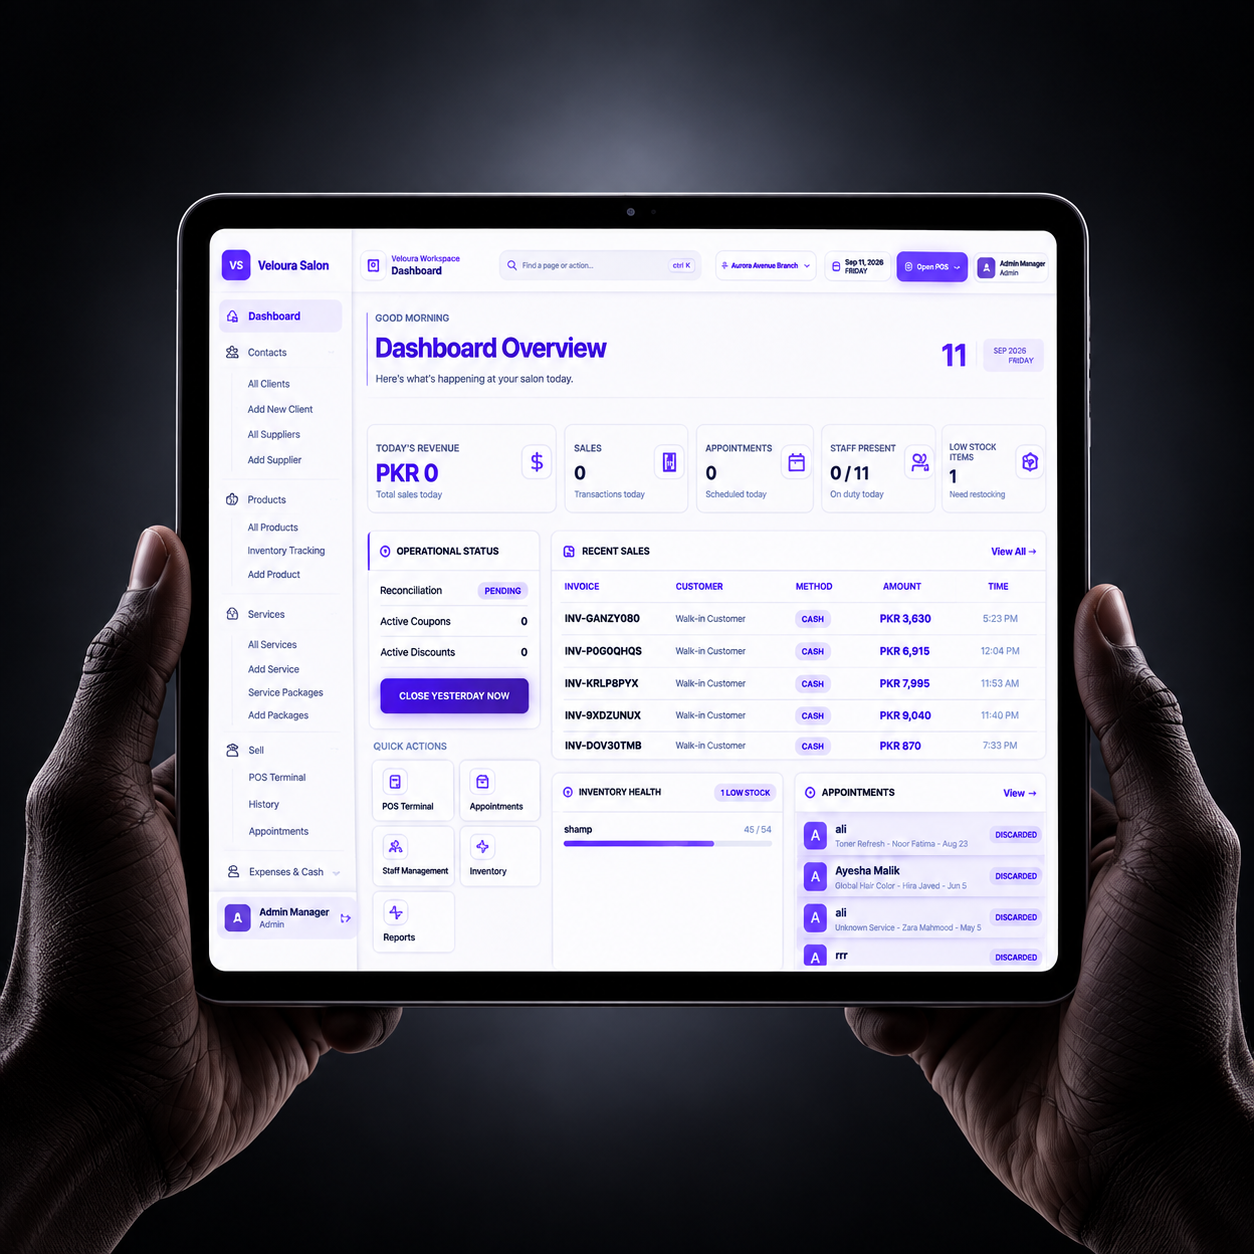 VS Veloura Salon
Veloura Workspace
Dashboard
Find a page or action...
ctrl K
Aurora Avenue Branch
Sep 11, 2026
FRIDAY
Open POS
A
Admin Manager
Admin
Dashboard
Contacts
All Clients
Add New Client
All Suppliers
Add Supplier
Products
All Products
Inventory Tracking
Add Product
Services
All Services
Add Service
Service Packages
Add Packages
Sell
POS Terminal
History
Appointments
Expenses & Cash
A
Admin Manager
Admin
GOOD MORNING
Dashboard Overview
Here's what's happening at your salon today.
11
SEP 2026
FRIDAY
TODAY'S REVENUE
PKR 0
Total sales today
SALES
0
Transactions today
APPOINTMENTS
0
Scheduled today
STAFF PRESENT
0 / 11
On duty today
LOW STOCK
ITEMS
1
Need restocking
OPERATIONAL STATUS
Reconciliation PENDING
Active Coupons 0
Active Discounts 0
CLOSE YESTERDAY NOW
QUICK ACTIONS
POS Terminal
Appointments
Staff Management
Inventory
Reports
RECENT SALES View All →
INVOICE CUSTOMER METHOD AMOUNT TIME
INV-GANZY080 Walk-in Customer CASH PKR 3,630 5:23 PM
INV-P0G0QHQS Walk-in Customer CASH PKR 6,915 12:04 PM
INV-KRLP8PYX Walk-in Customer CASH PKR 7,995 11:53 AM
INV-9XDZUNUX Walk-in Customer CASH PKR 9,040 11:40 PM
INV-DOV30TMB Walk-in Customer CASH PKR 870 7:33 PM
INVENTORY HEALTH 1 LOW STOCK
shamp 45 / 54
APPOINTMENTS View →
A
ali
Toner Refresh - Noor Fatima - Aug 23
DISCARDED
A
Ayesha Malik
Global Hair Color - Hira Javed - Jun 5
DISCARDED
A
ali
Unknown Service - Zara Mahmood - May 5
DISCARDED
A
rrr
DISCARDED